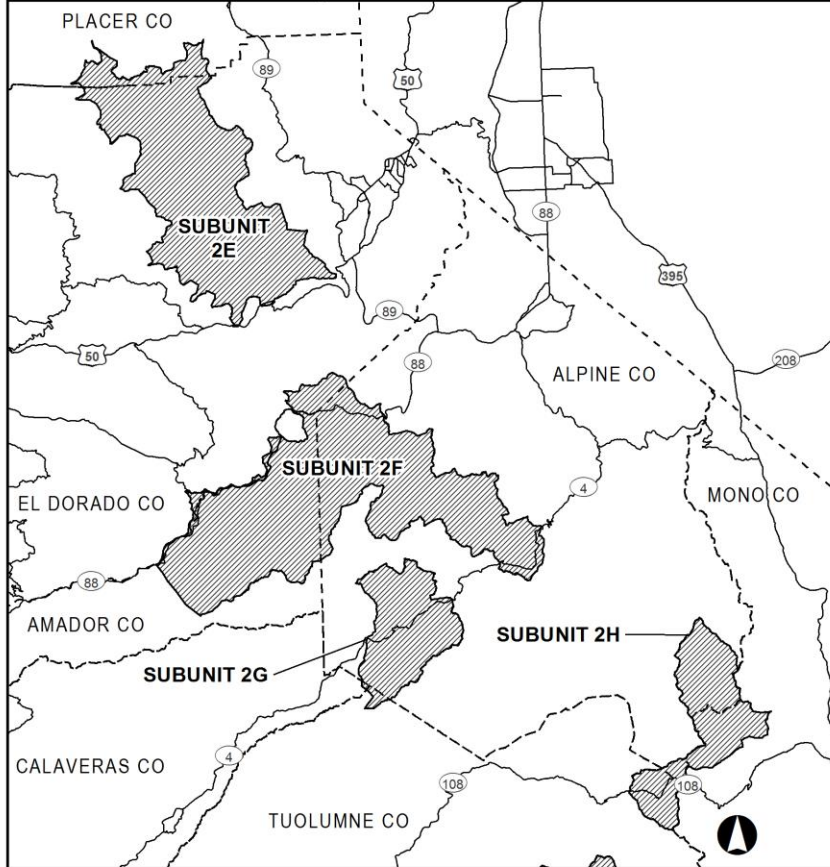 PLACER CO
89
50
88
SUBUNIT
2E
395
89
50
88
208
ALPINE CO
SUBUNIT 2F
4
EL DORADO CO
MONO CO
88
AMADOR CO
SUBUNIT 2H
SUBUNIT 2G
4
CALAVERAS CO
108
108
TUOLUMNE CO